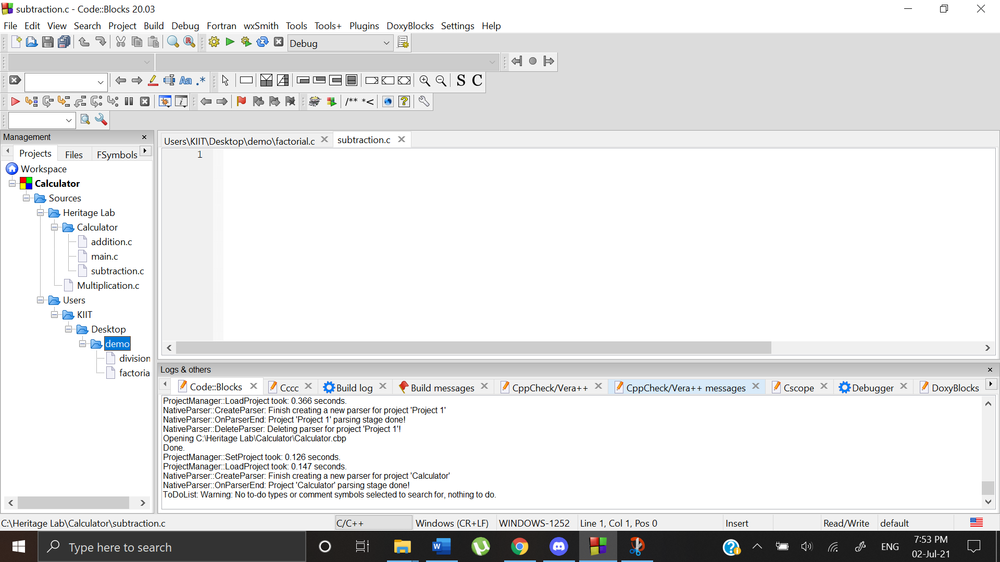 subtraction.c - Code::Blocks 20.03
File Edit View Search Project Build Debug Fortran wxSmith Tools Tools+ Plugins DoxyBlocks Settings Help
Debug
Aa .* S C
/** *<
Management
Projects Files FSymbols
Workspace
Calculator
Sources
Heritage Lab
Calculator
addition.c
main.c
subtraction.c
Multiplication.c
Users
KIIT
Desktop
demo
division
factoria
Users\KIIT\Desktop\demo\factorial.c subtraction.c
1
Logs & others
Code::Blocks Cccc Build log Build messages CppCheck/Vera++ CppCheck/Vera++ messages Cscope Debugger DoxyBlocks
ProjectManager::LoadProject took: 0.366 seconds.
NativeParser::CreateParser: Finish creating a new parser for project 'Project 1'
NativeParser::OnParserEnd: Project 'Project 1' parsing stage done!
NativeParser::DeleteParser: Deleting parser for project 'Project 1'!
Opening C:\Heritage Lab\Calculator\Calculator.cbp
Done.
ProjectManager::SetProject took: 0.126 seconds.
ProjectManager::LoadProject took: 0.147 seconds.
NativeParser::CreateParser: Finish creating a new parser for project 'Calculator'
NativeParser::OnParserEnd: Project 'Calculator' parsing stage done!
ToDoList: Warning: No to-do types or comment symbols selected to search for, nothing to do.
C:\Heritage Lab\Calculator\subtraction.c C/C++ Windows (CR+LF) WINDOWS-1252 Line 1, Col 1, Pos 0 Insert Read/Write default
Type here to search
ENG
7:53 PM
02-Jul-21